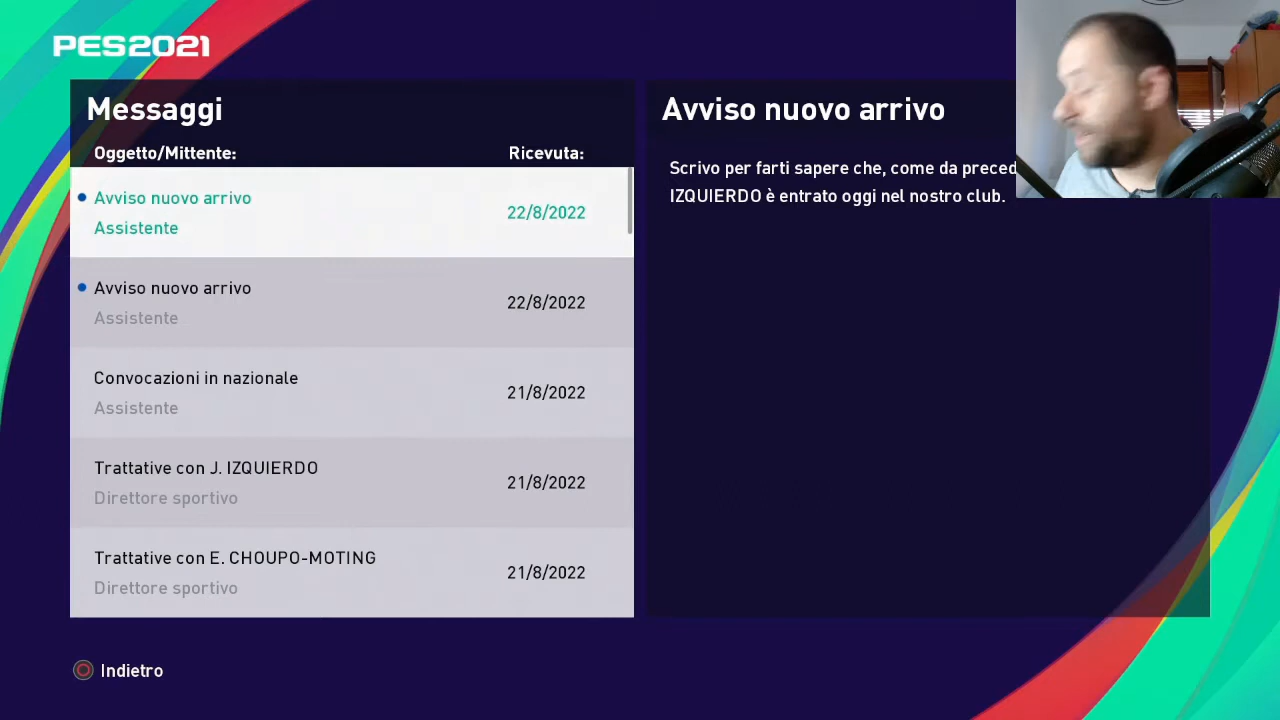 PES2021
Messaggi
Oggetto/Mittente: Ricevuta:
Avviso nuovo arrivo
Assistente
22/8/2022
Avviso nuovo arrivo
Assistente
22/8/2022
Convocazioni in nazionale
Assistente
21/8/2022
Trattative con J. IZQUIERDO
Direttore sportivo
21/8/2022
Trattative con E. CHOUPO-MOTING
Direttore sportivo
21/8/2022
Avviso nuovo arrivo
Scrivo per farti sapere che, come da preced
IZQUIERDO è entrato oggi nel nostro club.
Indietro